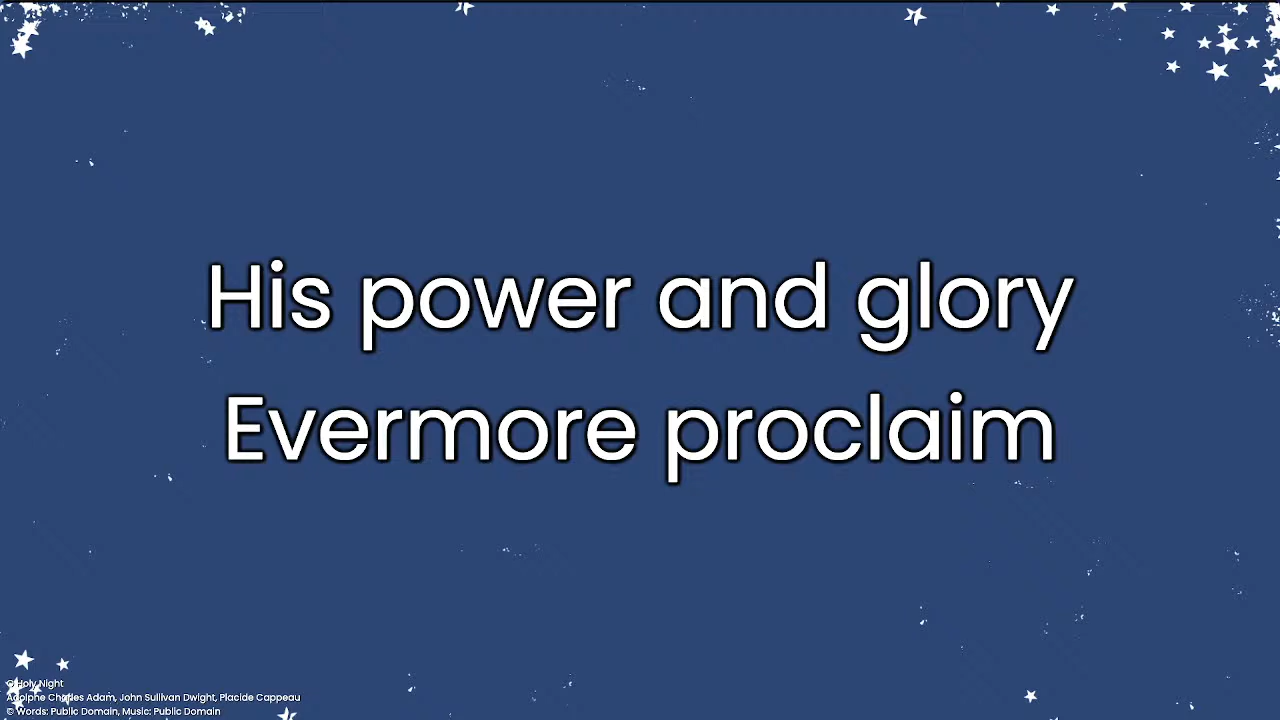 His power and glory
Evermore proclaim
O Holy Night
Adolphe Charles Adam, John Sullivan Dwight, Placide Cappeau
© Words: Public Domain, Music: Public Domain